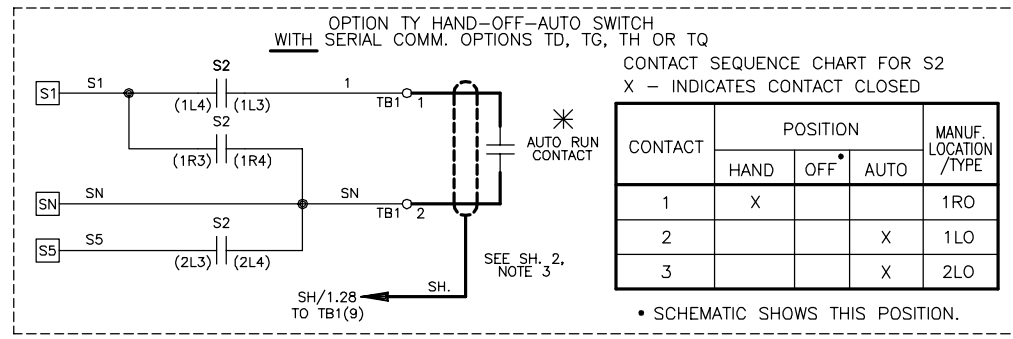 OPTION TY HAND-OFF-AUTO SWITCH
WITH SERIAL COMM. OPTIONS TD, TG, TH OR TQ
S1 S1 S2 (1L4) (1L3) 1 TB1 1
S2 (1R3) (1R4)
AUTO RUN
CONTACT
SN SN SN TB1 2
S5 S5 S2 (2L3) (2L4)
SEE SH. 2,
NOTE 3
SH/1.28 SH.
TO TB1(9)
CONTACT SEQUENCE CHART FOR S2
X - INDICATES CONTACT CLOSED
CONTACT POSITION MANUF. LOCATION /TYPE
HAND OFF• AUTO
1 X 1RO
2 X 1LO
3 X 2LO
• SCHEMATIC SHOWS THIS POSITION.